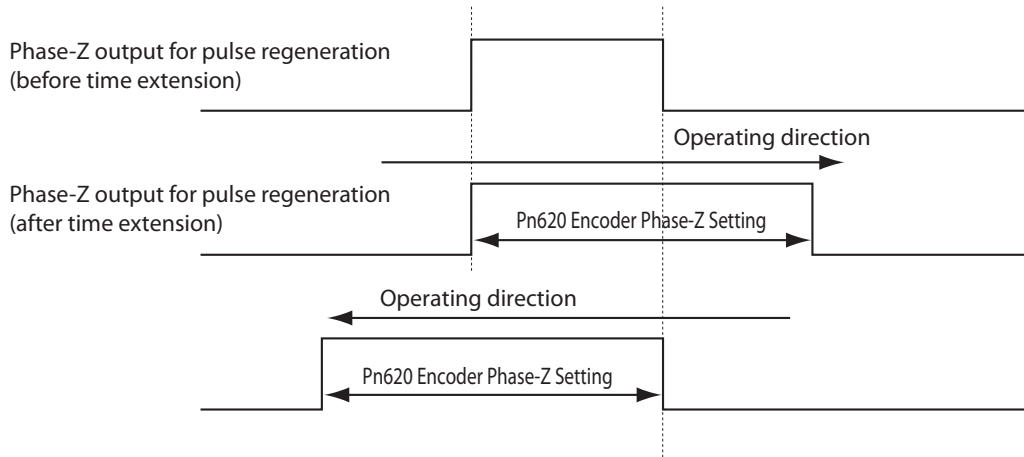 Phase-Z output for pulse regeneration
(before time extension)
Operating direction
Phase-Z output for pulse regeneration
(after time extension)
Pn620 Encoder Phase-Z Setting
Operating direction
Pn620 Encoder Phase-Z Setting